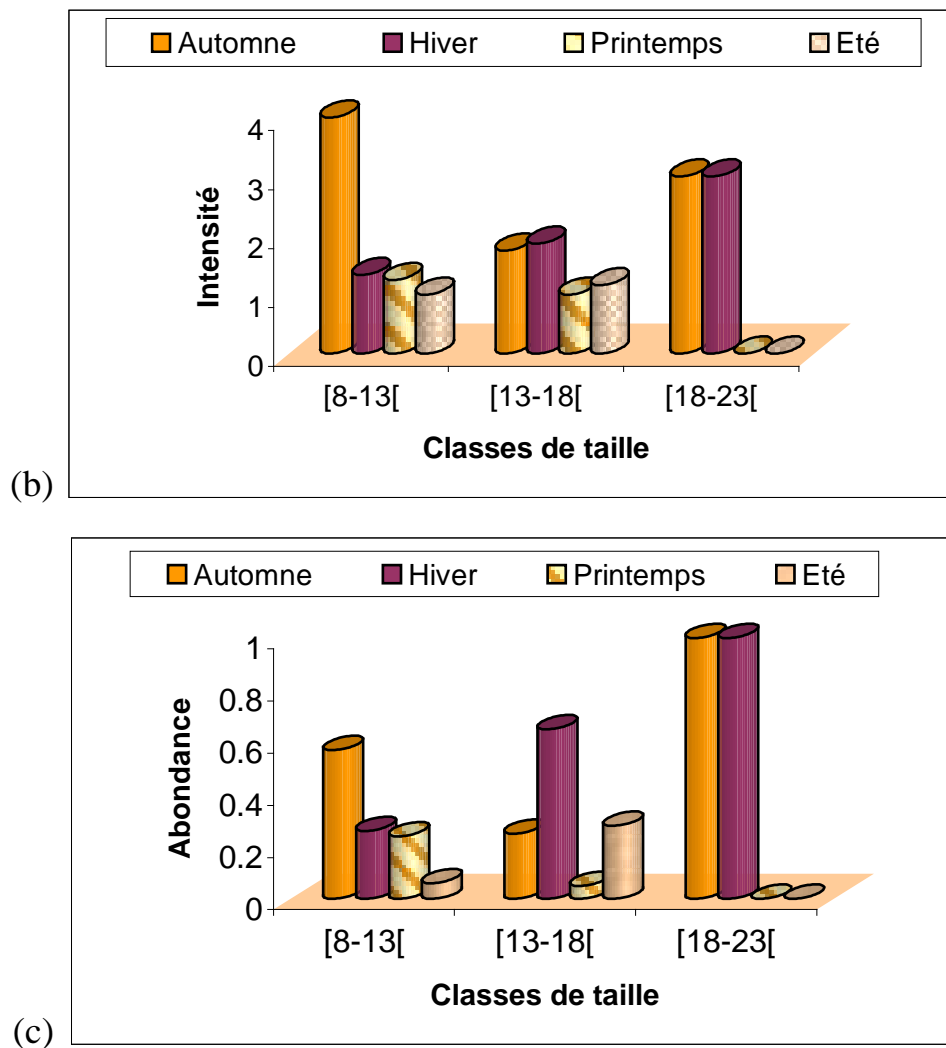 Automne Hiver Printemps Eté
4
3
2
1
0
Intensité
[8-13[ [13-18[ [18-23[
Classes de taille
(b)
Automne Hiver Printemps Eté
1
0.8
0.6
0.4
0.2
0
Abondance
[8-13[ [13-18[ [18-23[
Classes de taille
(c)